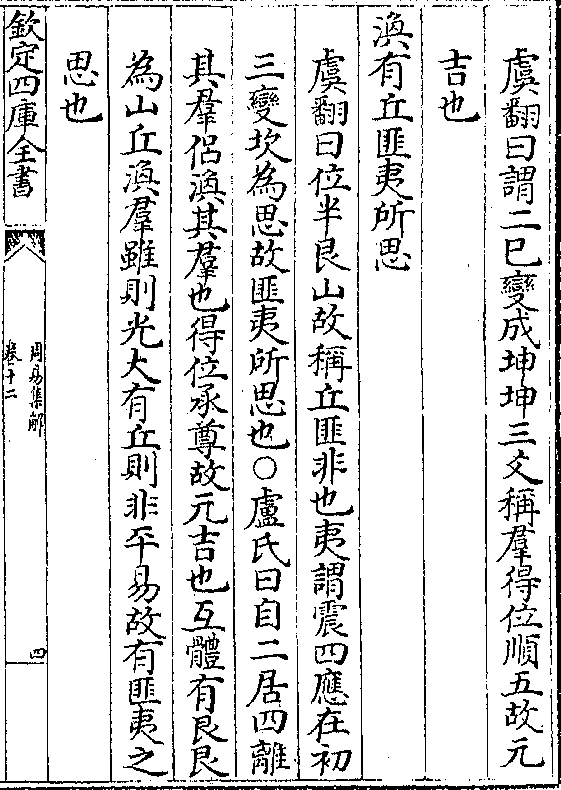 虞翻曰謂二已變成坤坤三爻稱羣得位順五故元
吉也
渙有丘匪夷所思
虞翻曰位半艮山故稱丘匪非也夷謂震四應在初
三變坎為思故匪夷所思也○盧氏曰自二居四離
其羣侶渙其羣也得位承尊故元吉也互體有艮艮
為山丘渙羣雖則光大有丘則非平易故有匪夷之
思也
欽定四庫全書
周易集解
卷十二
四